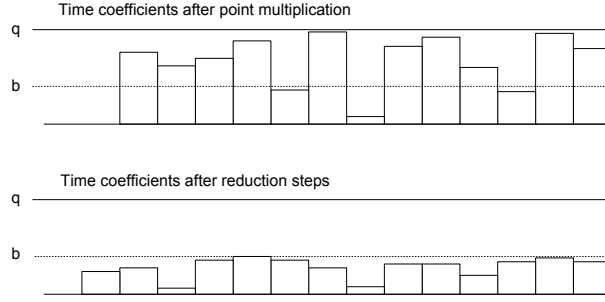 Time coefficients after point multiplication
q
b
Time coefficients after reduction steps
q
b